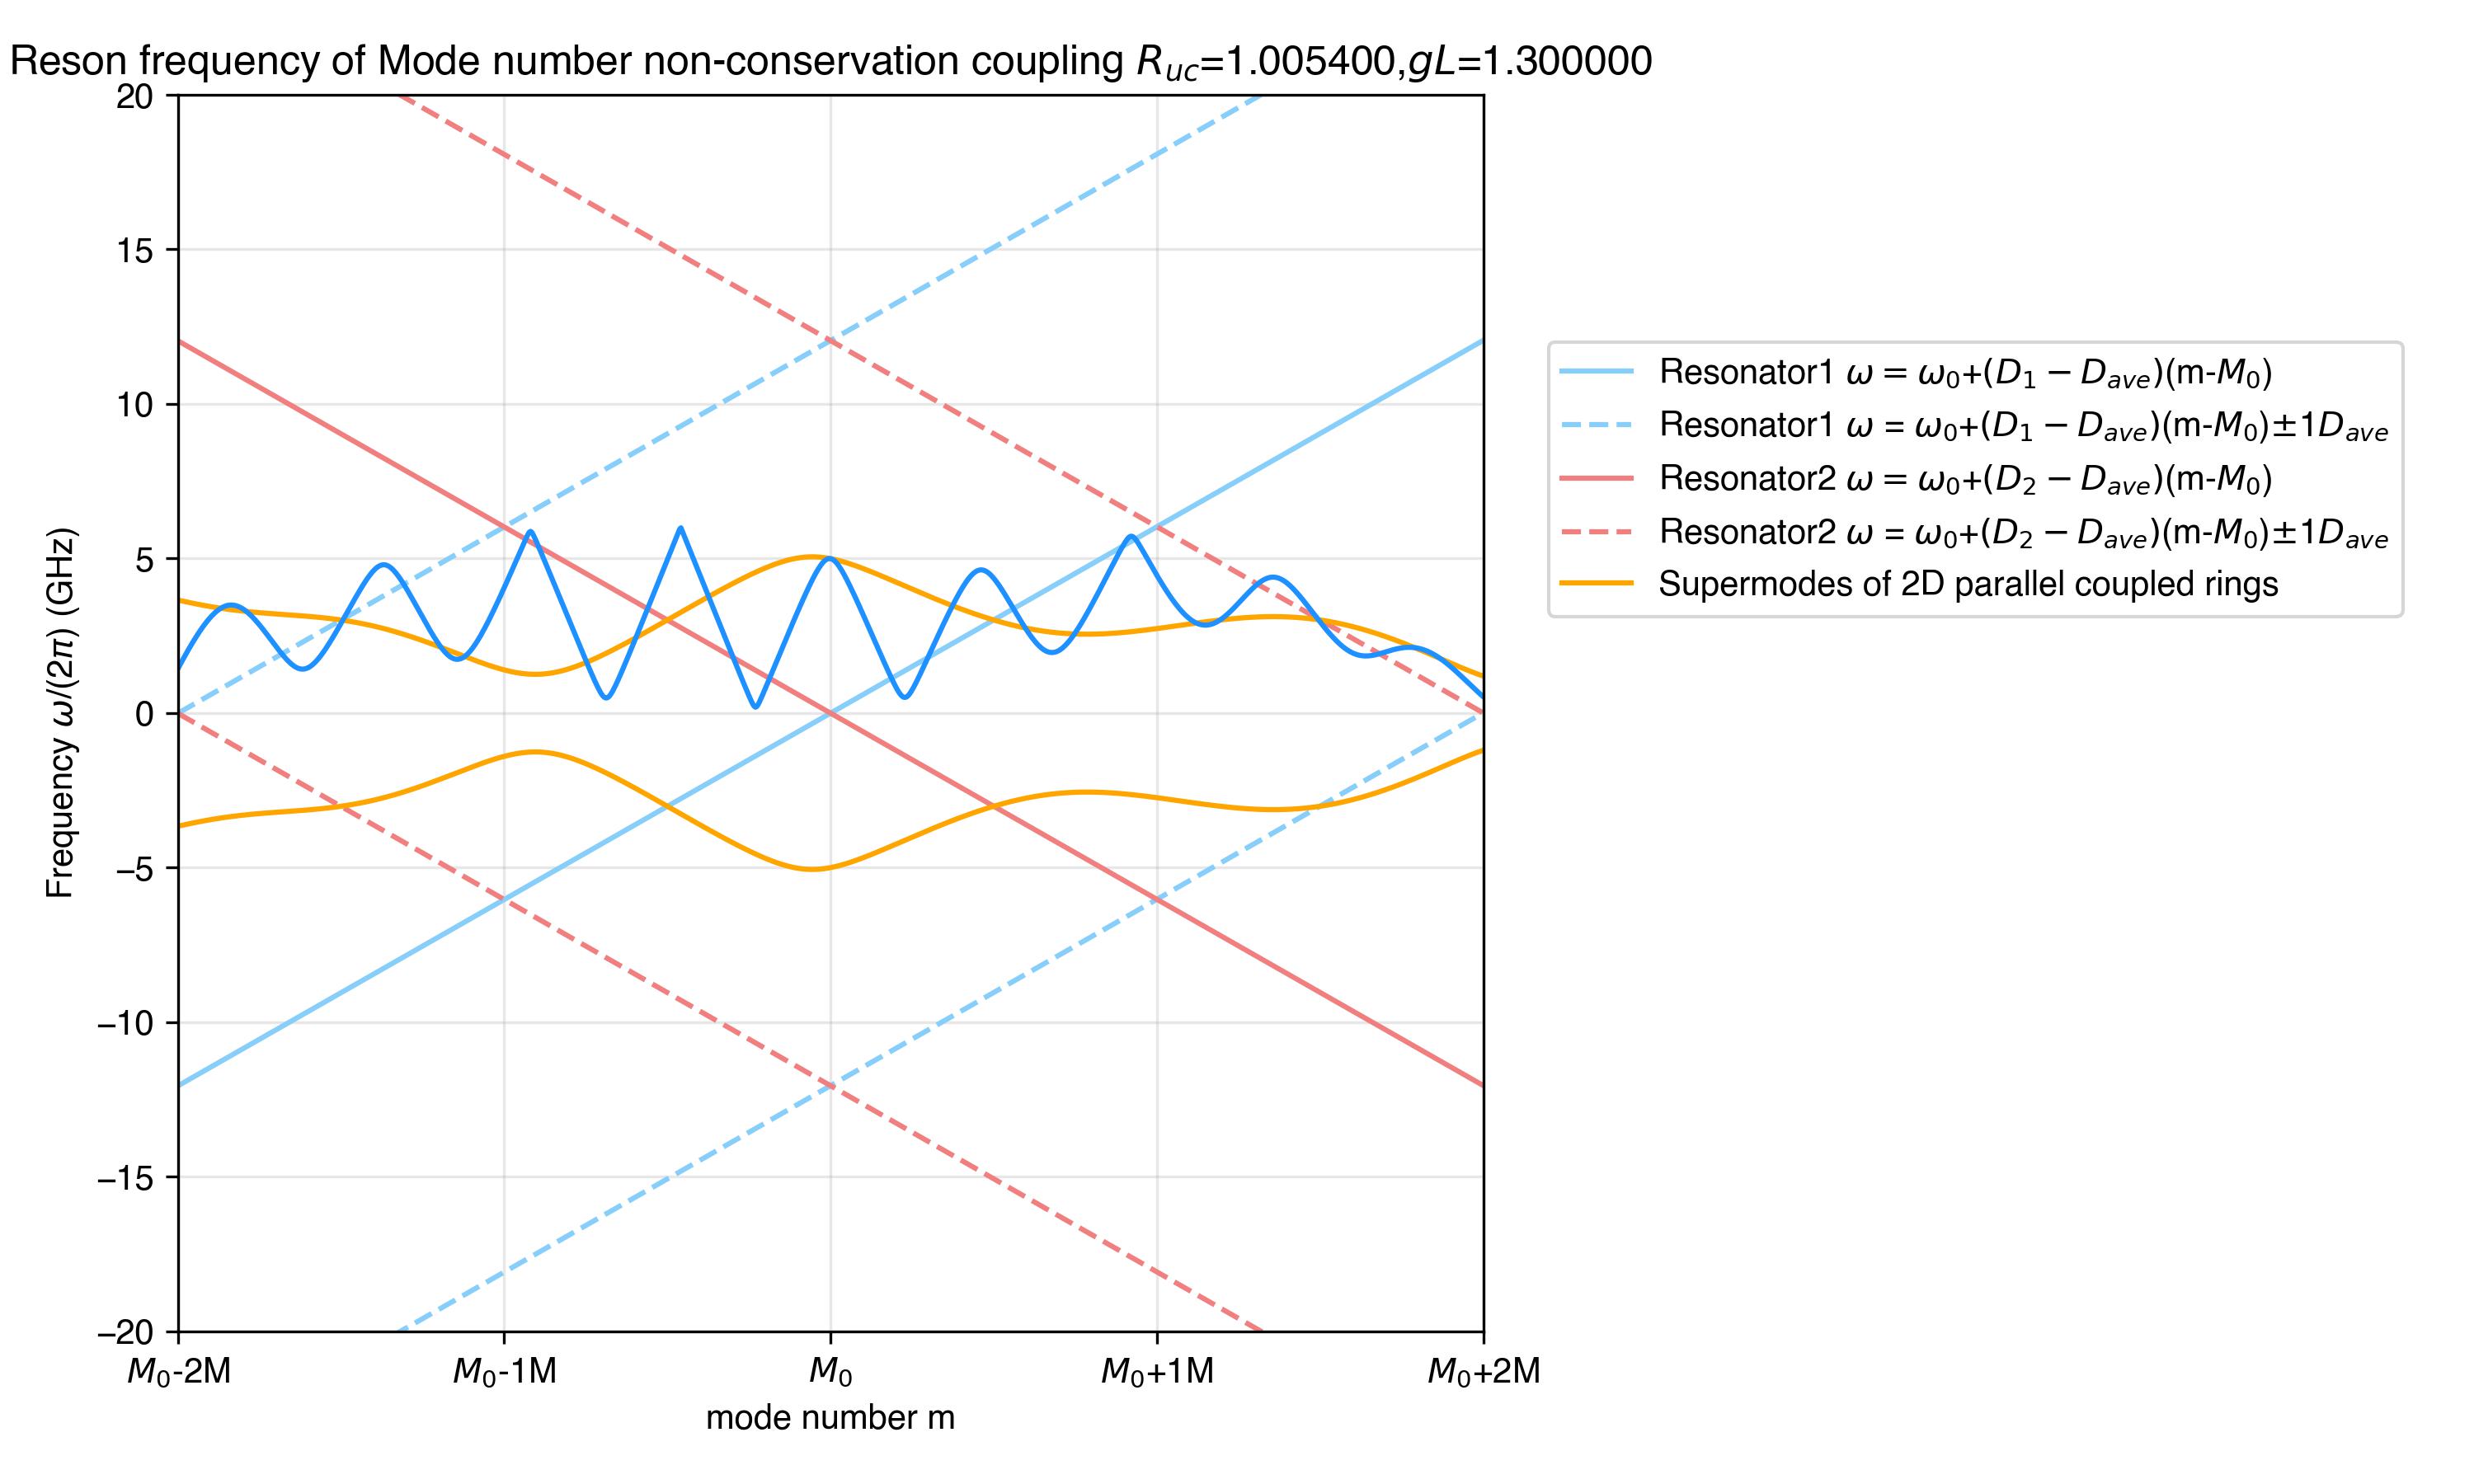 Reson frequency of Mode number non-conservation coupling R_uc=1.005400,gL=1.300000
20
15
10
5
0
−5
−10
−15
−20
Frequency ω/(2π) (GHz)
M_0-2M
M_0-1M
M_0
M_0+1M
M_0+2M
mode number m
Resonator1 ω = ω_0+(D_1 − D_ave)(m-M_0)
Resonator1 ω = ω_0+(D_1 − D_ave)(m-M_0)±1D_ave
Resonator2 ω = ω_0+(D_2 − D_ave)(m-M_0)
Resonator2 ω = ω_0+(D_2 − D_ave)(m-M_0)±1D_ave
Supermodes of 2D parallel coupled rings